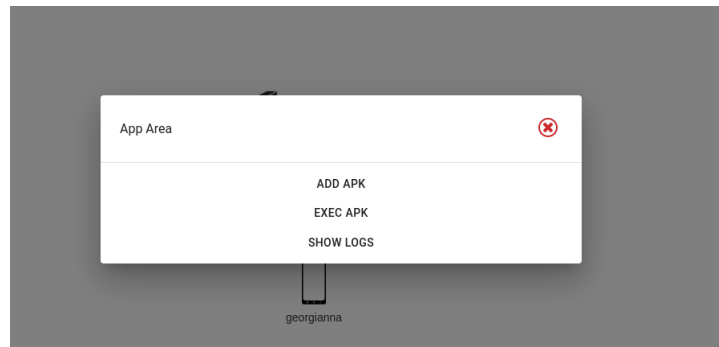 App Area
ADD APK
EXEC APK
SHOW LOGS
georgianna